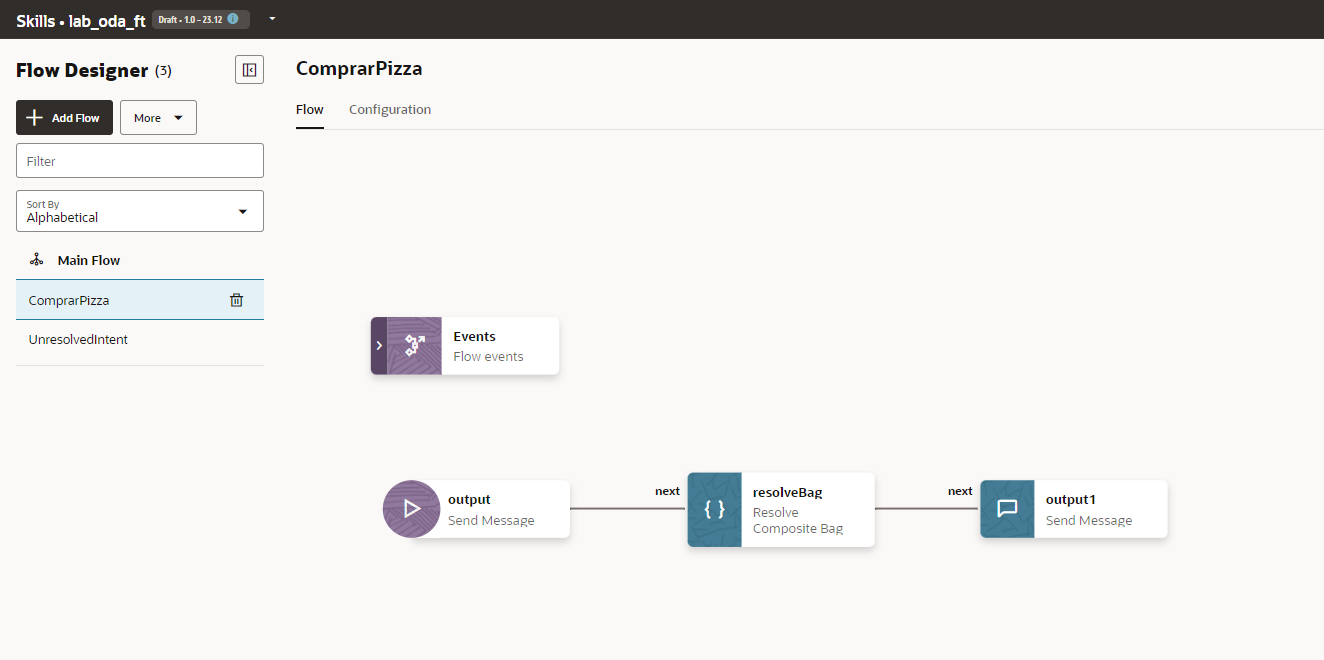 Skills • lab_oda_ft Draft - 1.0 - 23.12
Flow Designer (3)
Add Flow More
Filter
Sort By
Alphabetical
Main Flow
ComprarPizza
UnresolvedIntent
ComprarPizza
Flow Configuration
Events
Flow events
output
Send Message
next
resolveBag
Resolve
Composite Bag
next
output1
Send Message